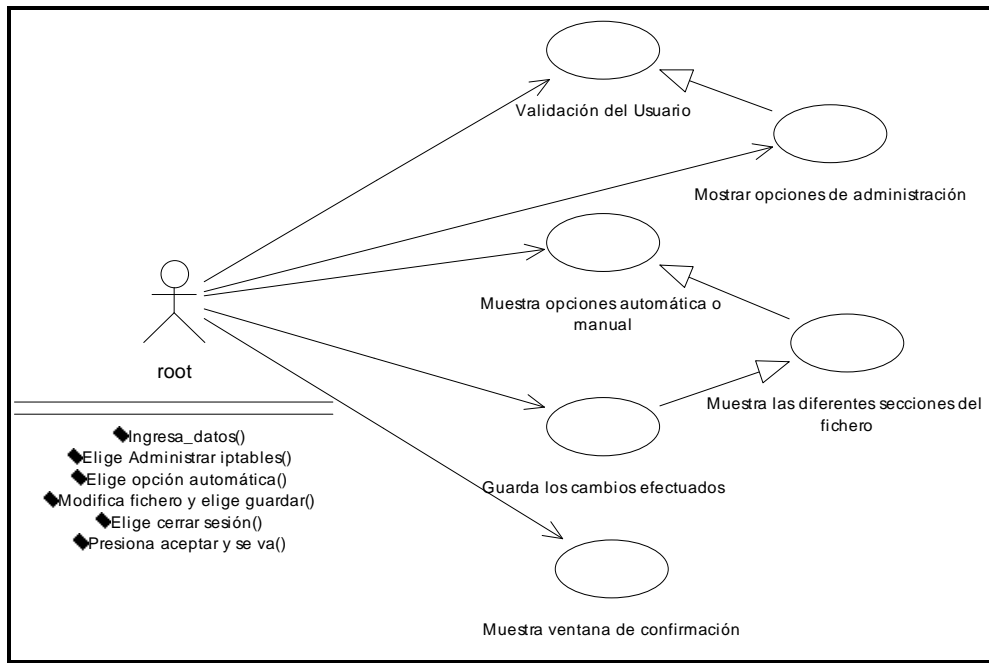 Validación del Usuario
Mostrar opciones de administración
Muestra opciones automática o
manual
root
Muestra las diferentes secciones del
fichero
Ingresa_datos()
Elige Administrar iptables()
Elige opción automática()
Modifica fichero y elige guardar()
Elige cerrar sesión()
Presiona aceptar y se va()
Guarda los cambios efectuados
Muestra ventana de confirmación